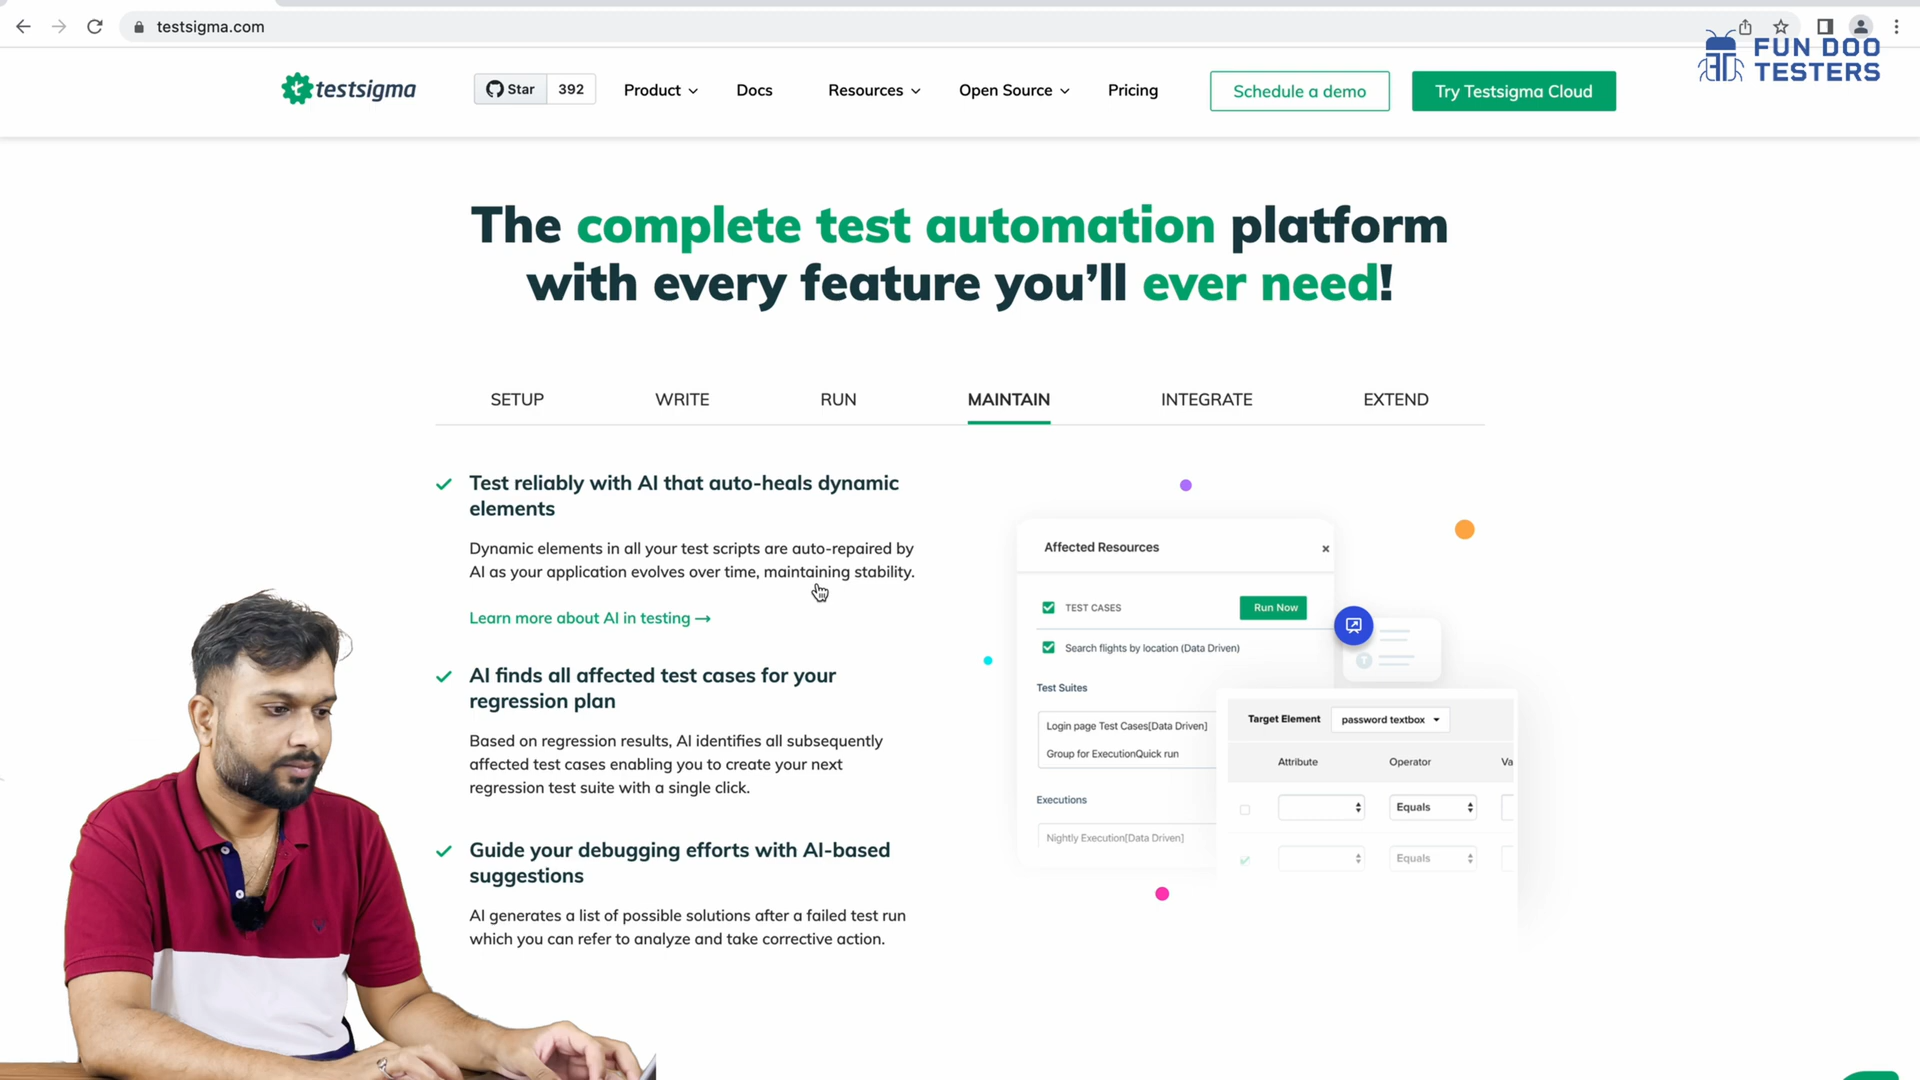 testsigma.com
FUN DOO
TESTERS
testsigma
Star 392
Product
Docs
Resources
Open Source
Pricing
Schedule a demo
Try Testsigma Cloud
The complete test automation platform
with every feature you’ll ever need!
SETUP
WRITE
RUN
MAINTAIN
INTEGRATE
EXTEND
Test reliably with AI that auto-heals dynamic
elements
Dynamic elements in all your test scripts are auto-repaired by
AI as your application evolves over time, maintaining stability.
Learn more about AI in testing →
AI finds all affected test cases for your
regression plan
Based on regression results, AI identifies all subsequently
affected test cases enabling you to create your next
regression test suite with a single click.
Guide your debugging efforts with AI-based
suggestions
AI generates a list of possible solutions after a failed test run
which you can refer to analyze and take corrective action.
Affected Resources
TEST CASES
Run Now
Search flights by location (Data Driven)
Test Suites
Login page Test Cases[Data Driven]
Group for ExecutionQuick run
Executions
Nightly Execution[Data Driven]
T
Target Element
password textbox
Attribute
Operator
Va
Equals
Equals